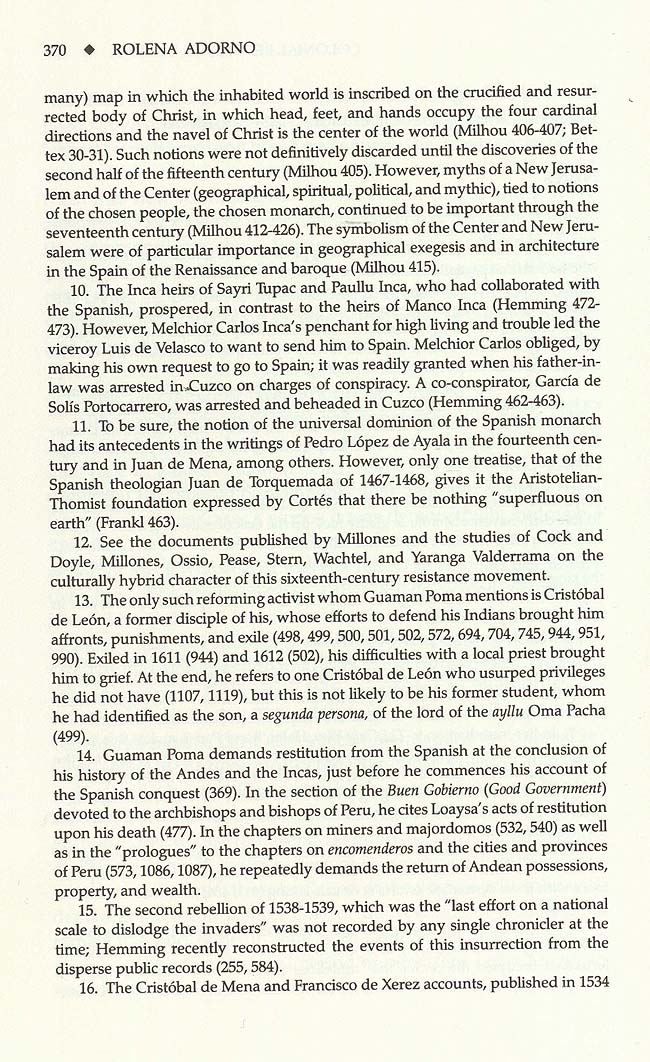 370 ◆ ROLENA ADORNO
many) map in which the inhabited world is inscribed on the crucified and resur-
rected body of Christ, in which head, feet, and hands occupy the four cardinal
directions and the navel of Christ is the center of the world (Milhou 406-407; Bet-
tex 30-31). Such notions were not definitively discarded until the discoveries of the
second half of the fifteenth century (Milhou 405). However, myths of a New Jerusa-
lem and of the Center (geographical, spiritual, political, and mythic), tied to notions
of the chosen people, the chosen monarch, continued to be important through the
seventeenth century (Milhou 412-426). The symbolism of the Center and New Jeru-
salem were of particular importance in geographical exegesis and in architecture
in the Spain of the Renaissance and baroque (Milhou 415).
10. The Inca heirs of Sayri Tupac and Paullu Inca, who had collaborated with
the Spanish, prospered, in contrast to the heirs of Manco Inca (Hemming 472-
473). However, Melchior Carlos Inca's penchant for high living and trouble led the
viceroy Luis de Velasco to want to send him to Spain. Melchior Carlos obliged, by
making his own request to go to Spain; it was readily granted when his father-in-
law was arrested in Cuzco on charges of conspiracy. A co-conspirator, García de
Solís Portocarrero, was arrested and beheaded in Cuzco (Hemming 462-463).
11. To be sure, the notion of the universal dominion of the Spanish monarch
had its antecedents in the writings of Pedro López de Ayala in the fourteenth cen-
tury and in Juan de Mena, among others. However, only one treatise, that of the
Spanish theologian Juan de Torquemada of 1467-1468, gives it the Aristotelian-
Thomist foundation expressed by Cortés that there be nothing "superfluous on
earth" (Frankl 463).
12. See the documents published by Millones and the studies of Cock and
Doyle, Millones, Ossio, Pease, Stern, Wachtel, and Yaranga Valderrama on the
culturally hybrid character of this sixteenth-century resistance movement.
13. The only such reforming activist whom Guaman Poma mentions is Cristóbal
de León, a former disciple of his, whose efforts to defend his Indians brought him
affronts, punishments, and exile (498, 499, 500, 501, 502, 572, 694, 704, 745, 944, 951,
990). Exiled in 1611 (944) and 1612 (502), his difficulties with a local priest brought
him to grief. At the end, he refers to one Cristóbal de León who usurped privileges
he did not have (1107, 1119), but this is not likely to be his former student, whom
he had identified as the son, a segunda persona, of the lord of the ayllu Oma Pacha
(499).
14. Guaman Poma demands restitution from the Spanish at the conclusion of
his history of the Andes and the Incas, just before he commences his account of
the Spanish conquest (369). In the section of the Buen Gobierno (Good Government)
devoted to the archbishops and bishops of Peru, he cites Loaysa's acts of restitution
upon his death (477). In the chapters on miners and majordomos (532, 540) as well
as in the "prologues" to the chapters on encomenderos and the cities and provinces
of Peru (573, 1086, 1087), he repeatedly demands the return of Andean possessions,
property, and wealth.
15. The second rebellion of 1538-1539, which was the "last effort on a national
scale to dislodge the invaders" was not recorded by any single chronicler at the
time; Hemming recently reconstructed the events of this insurrection from the
disperse public records (255, 584).
16. The Cristóbal de Mena and Francisco de Xerez accounts, published in 1534